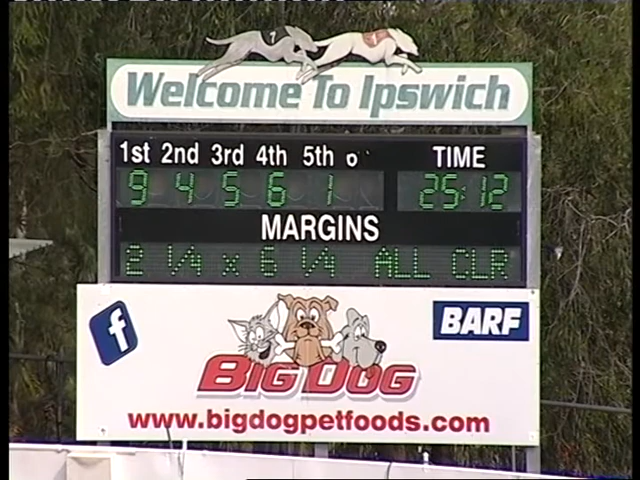 Welcome To Ipswich
1st 2nd 3rd 4th 5th TIME
9 4 5 6 1 25:12
MARGINS
2 1/4 x 6 1/4 ALL CLR
f
BARF
BIG DOG
www.bigdogpetfoods.com